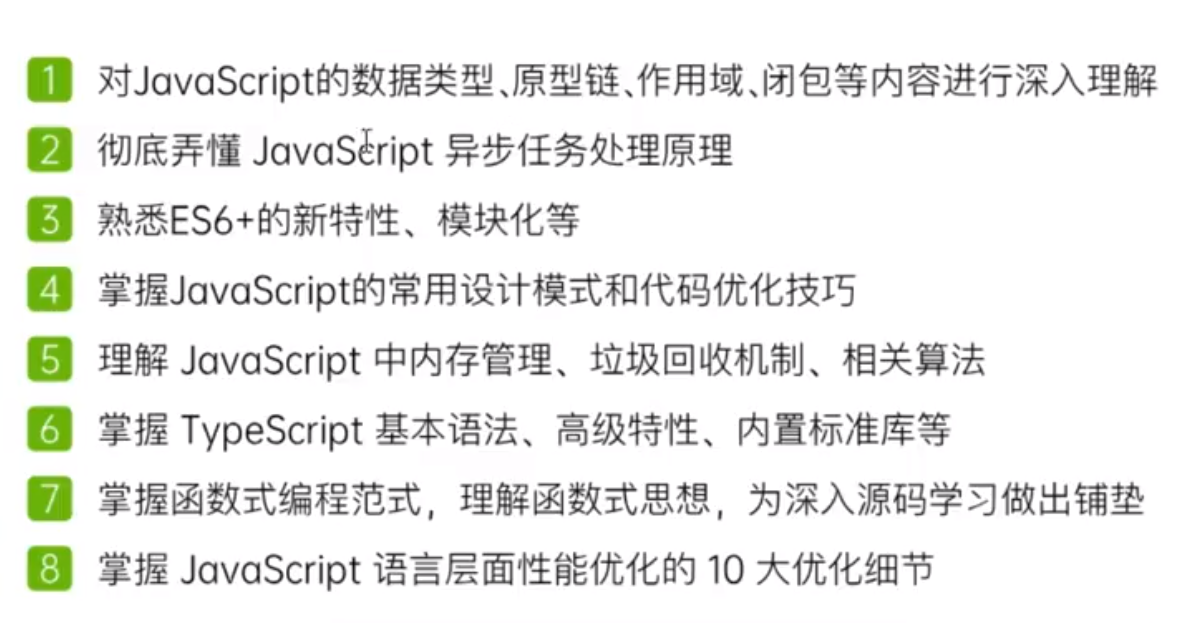 1 对JavaScript的数据类型、原型链、作用域、闭包等内容进行深入理解
2 彻底弄懂 JavaScript 异步任务处理原理
3 熟悉ES6+的新特性、模块化等
4 掌握JavaScript的常用设计模式和代码优化技巧
5 理解 JavaScript 中内存管理、垃圾回收机制、相关算法
6 掌握 TypeScript 基本语法、高级特性、内置标准库等
7 掌握函数式编程范式，理解函数式思想，为深入源码学习做出铺垫
8 掌握 JavaScript 语言层面性能优化的 10 大优化细节